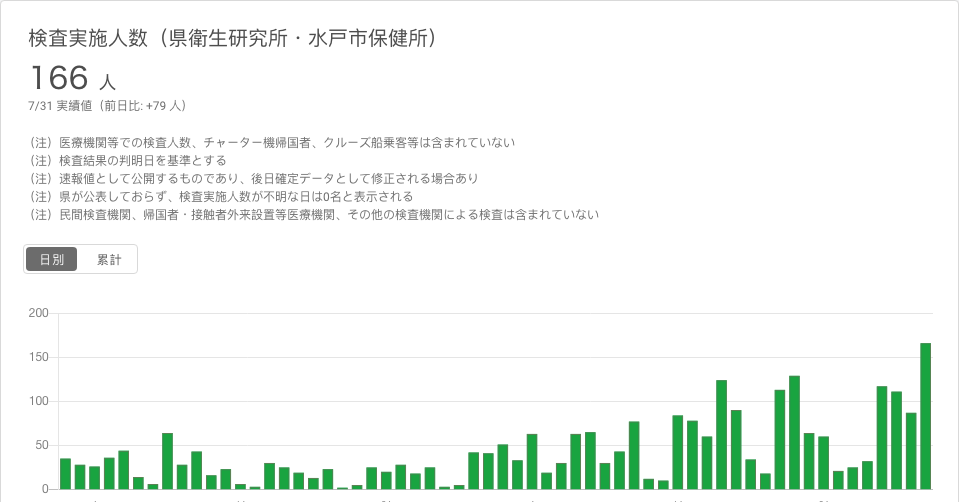 検査実施人数（県衛生研究所・水戸市保健所）
166 人
7/31 実績値（前日比: +79 人）
（注）医療機関等での検査人数、チャーター機帰国者、クルーズ船乗客等は含まれていない
（注）検査結果の判明日を基準とする
（注）速報値として公開するものであり、後日確定データとして修正される場合あり
（注）県が公表しておらず、検査実施人数が不明な日は0名と表示される
（注）民間検査機関、帰国者・接触者外来設置等医療機関、その他の検査機関による検査は含まれていない
日別 累計
200
150
100
50
0